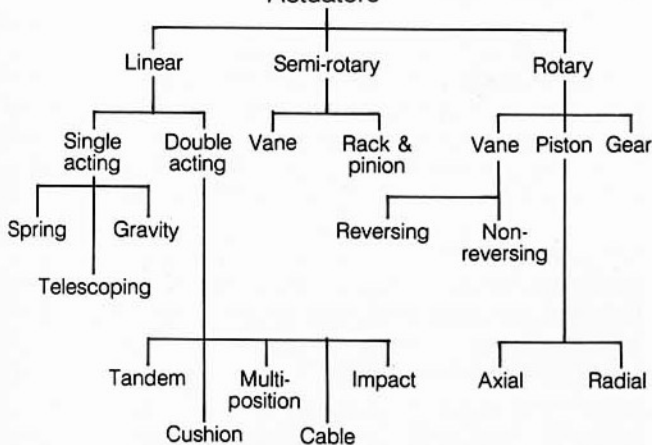 Actuators
Linear
Semi-rotary
Rotary
Single
acting
Double
acting
Vane
Rack &
pinion
Vane
Piston
Gear
Spring
Gravity
Reversing
Non-
reversing
Telescoping
Tandem
Multi-
position
Impact
Axial
Radial
Cushion
Cable